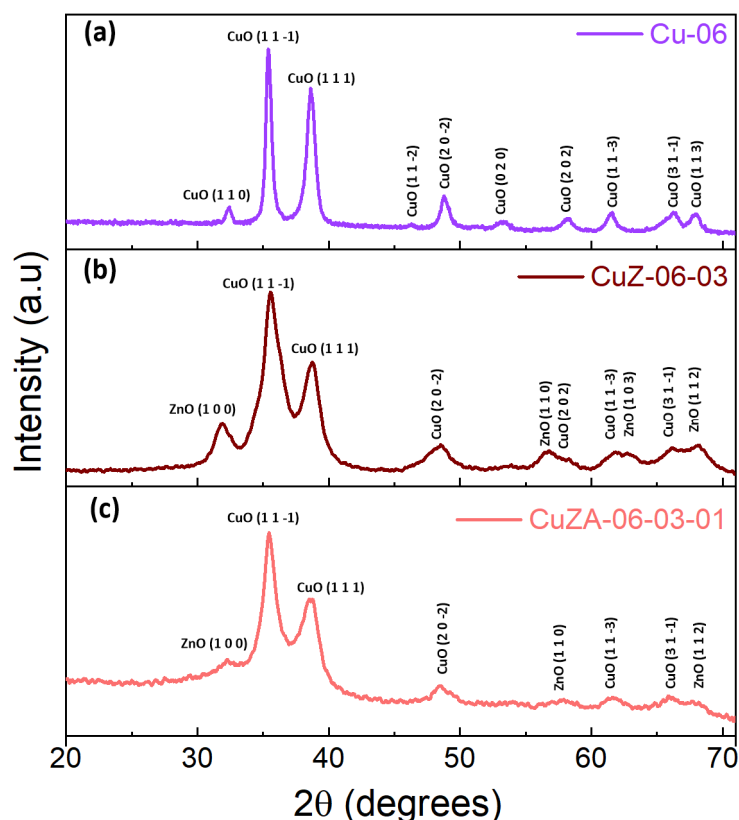 (a)
Cu-06
CuO (1 1 0)
CuO (1 1 -1)
CuO (1 1 1)
CuO (1 1 -2)
CuO (2 0 -2)
CuO (0 2 0)
CuO (2 0 2)
CuO (1 1 -3)
CuO (3 1 -1)
CuO (1 1 3)
(b)
CuZ-06-03
ZnO (1 0 0)
CuO (1 1 -1)
CuO (1 1 1)
CuO (2 0 -2)
ZnO (1 1 0)
CuO (2 0 2)
CuO (1 1 -3)
ZnO (1 0 3)
CuO (3 1 -1)
ZnO (1 1 2)
(c)
CuZA-06-03-01
ZnO (1 0 0)
CuO (1 1 -1)
CuO (1 1 1)
CuO (2 0 -2)
ZnO (1 1 0)
CuO (1 1 -3)
CuO (3 1 -1)
ZnO (1 1 2)
Intensity (a.u)
20 30 40 50 60 70
2θ (degrees)